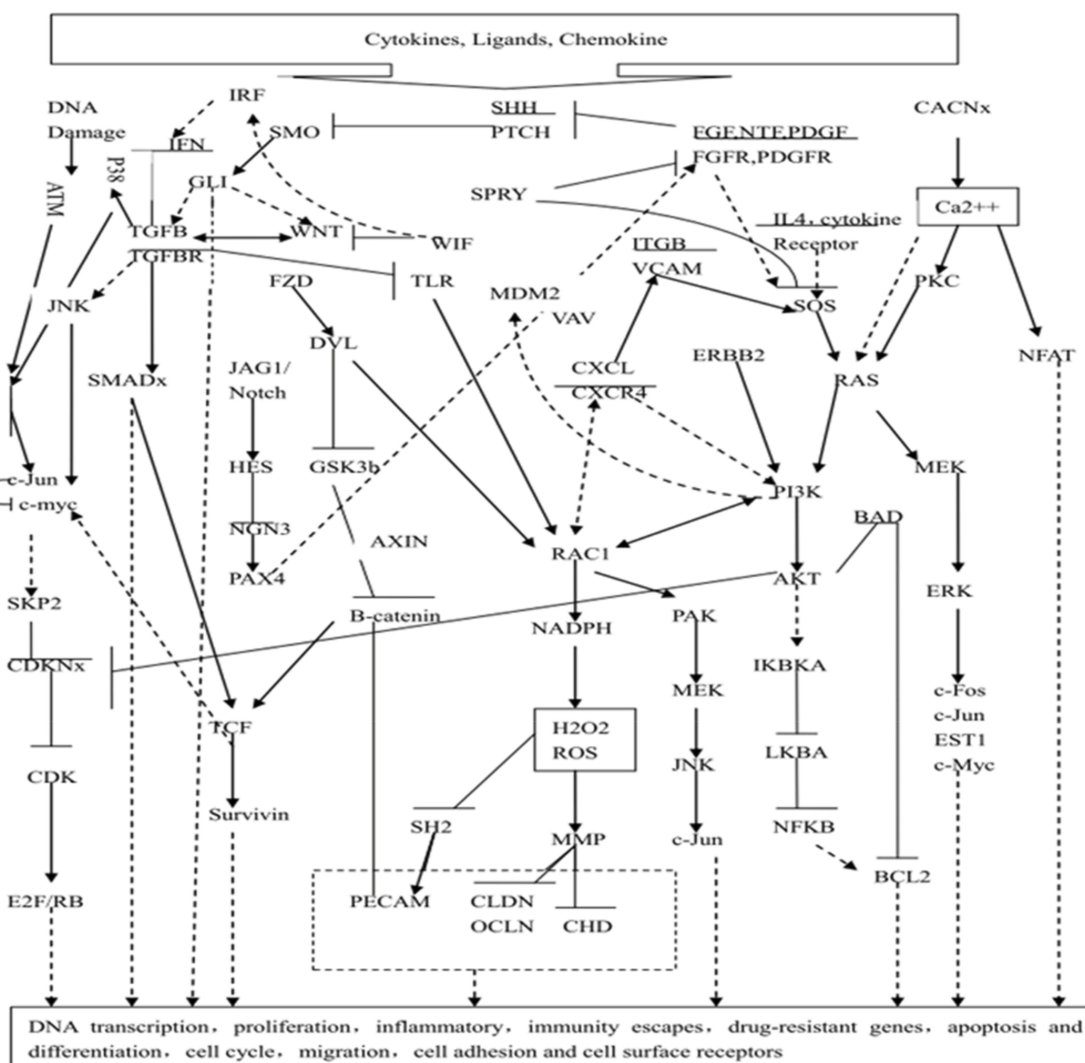 Cytokines, Ligands, Chemokine
IRF
DNA
Damage
SHH
PTCH
CACNx
SMO
IFN
FGF,NTF,PDGF
FGFR,PDGFR
P38
ATM
GLI
SPRY
Ca2++
TGFB
TGFBR
WNT
WIF
IL4, cytokine
Receptor
ITGB
VCAM
FZD
TLR
MDM2
VAV
PKC
JNK
SOS
DVL
SMADx
JAG1/
Notch
CXCL
CXCR4
ERBB2
RAS
NFAT
HES
GSK3b
MEK
c-Jun
c-myc
PI3K
NGN3
BAD
AXIN
RAC1
PAX4
AKT
SKP2
ERK
B-catenin
NADPH
PAK
CDKNx
IKBKA
MEK
c-Fos
c-Jun
EST1
c-Myc
TCF
H2O2
ROS
LKBA
CDK
JNK
Survivin
SH2
MMP
c-Jun
NFKB
BCL2
E2F/RB
PECAM
CLDN
OCLN
CHD
DNA transcription, proliferation, inflammatory, immunity escapes, drug-resistant genes, apoptosis and
differentiation, cell cycle, migration, cell adhesion and cell surface receptors